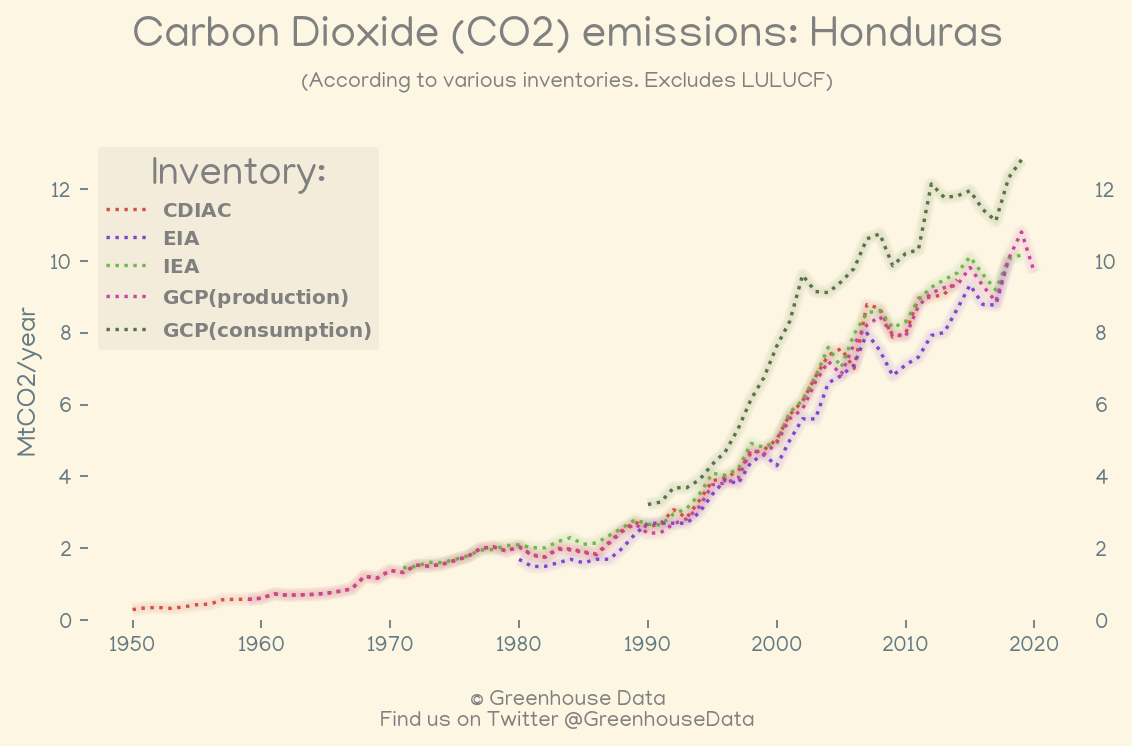 Carbon Dioxide (CO2) emissions: Honduras
(According to various inventories. Excludes LULUCF)
Inventory:
CDIAC
EIA
IEA
GCP(production)
GCP(consumption)
MtCO2/year
12
10
8
6
4
2
0
12
10
8
6
4
2
0
1950 1960 1970 1980 1990 2000 2010 2020
© Greenhouse Data
Find us on Twitter @GreenhouseData